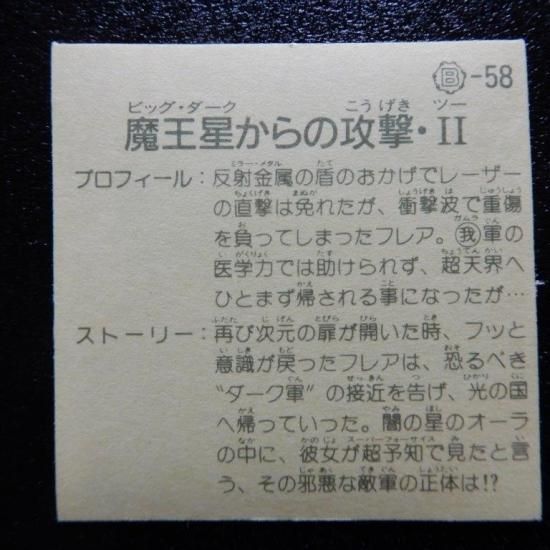 Ⓑ-58
ビッグ・ダーク こうげき ツー
魔王星からの攻撃・II
ミラー・メタル たて
プロフィール:反射金属の盾のおかげでレーザー
ちょくげき まぬが しょうげき は じゅうしょう
の直撃は免れたが、衝撃波で重傷
お ガムラ
を負ってしまったフレア。我軍の
いがくりょく たす ちょうてんかい
医学力では助けられず、超天界へ
かえ こと
ひとまず帰される事になったが…
ふたた じげん とびら ひら とき
ストーリー:再び次元の扉が開いた時、フッと
いしき もど おそ
意識が戻ったフレアは、恐るべき
ぐん せっきん つ ひかり くに
“ダーク軍”の接近を告げ、光の国
かえ やみ ほし
へ帰っていった。闇の星のオーラ
なか かのじょ スーパーフォーサイス み い
の中に、彼女が超予知で見たと言
じゃあく てきぐん しょうたい
う、その邪悪な敵軍の正体は!?